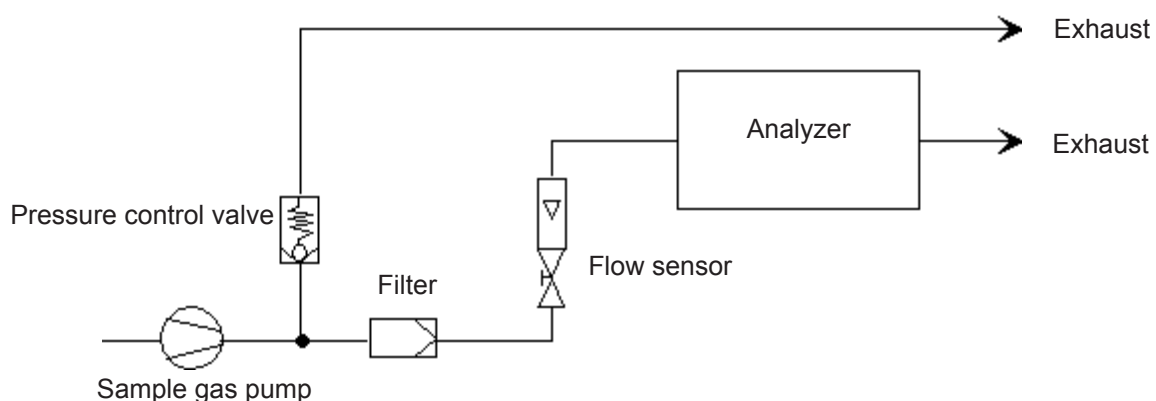 Exhaust
Analyzer
Exhaust
Pressure control valve
Flow sensor
Filter
Sample gas pump